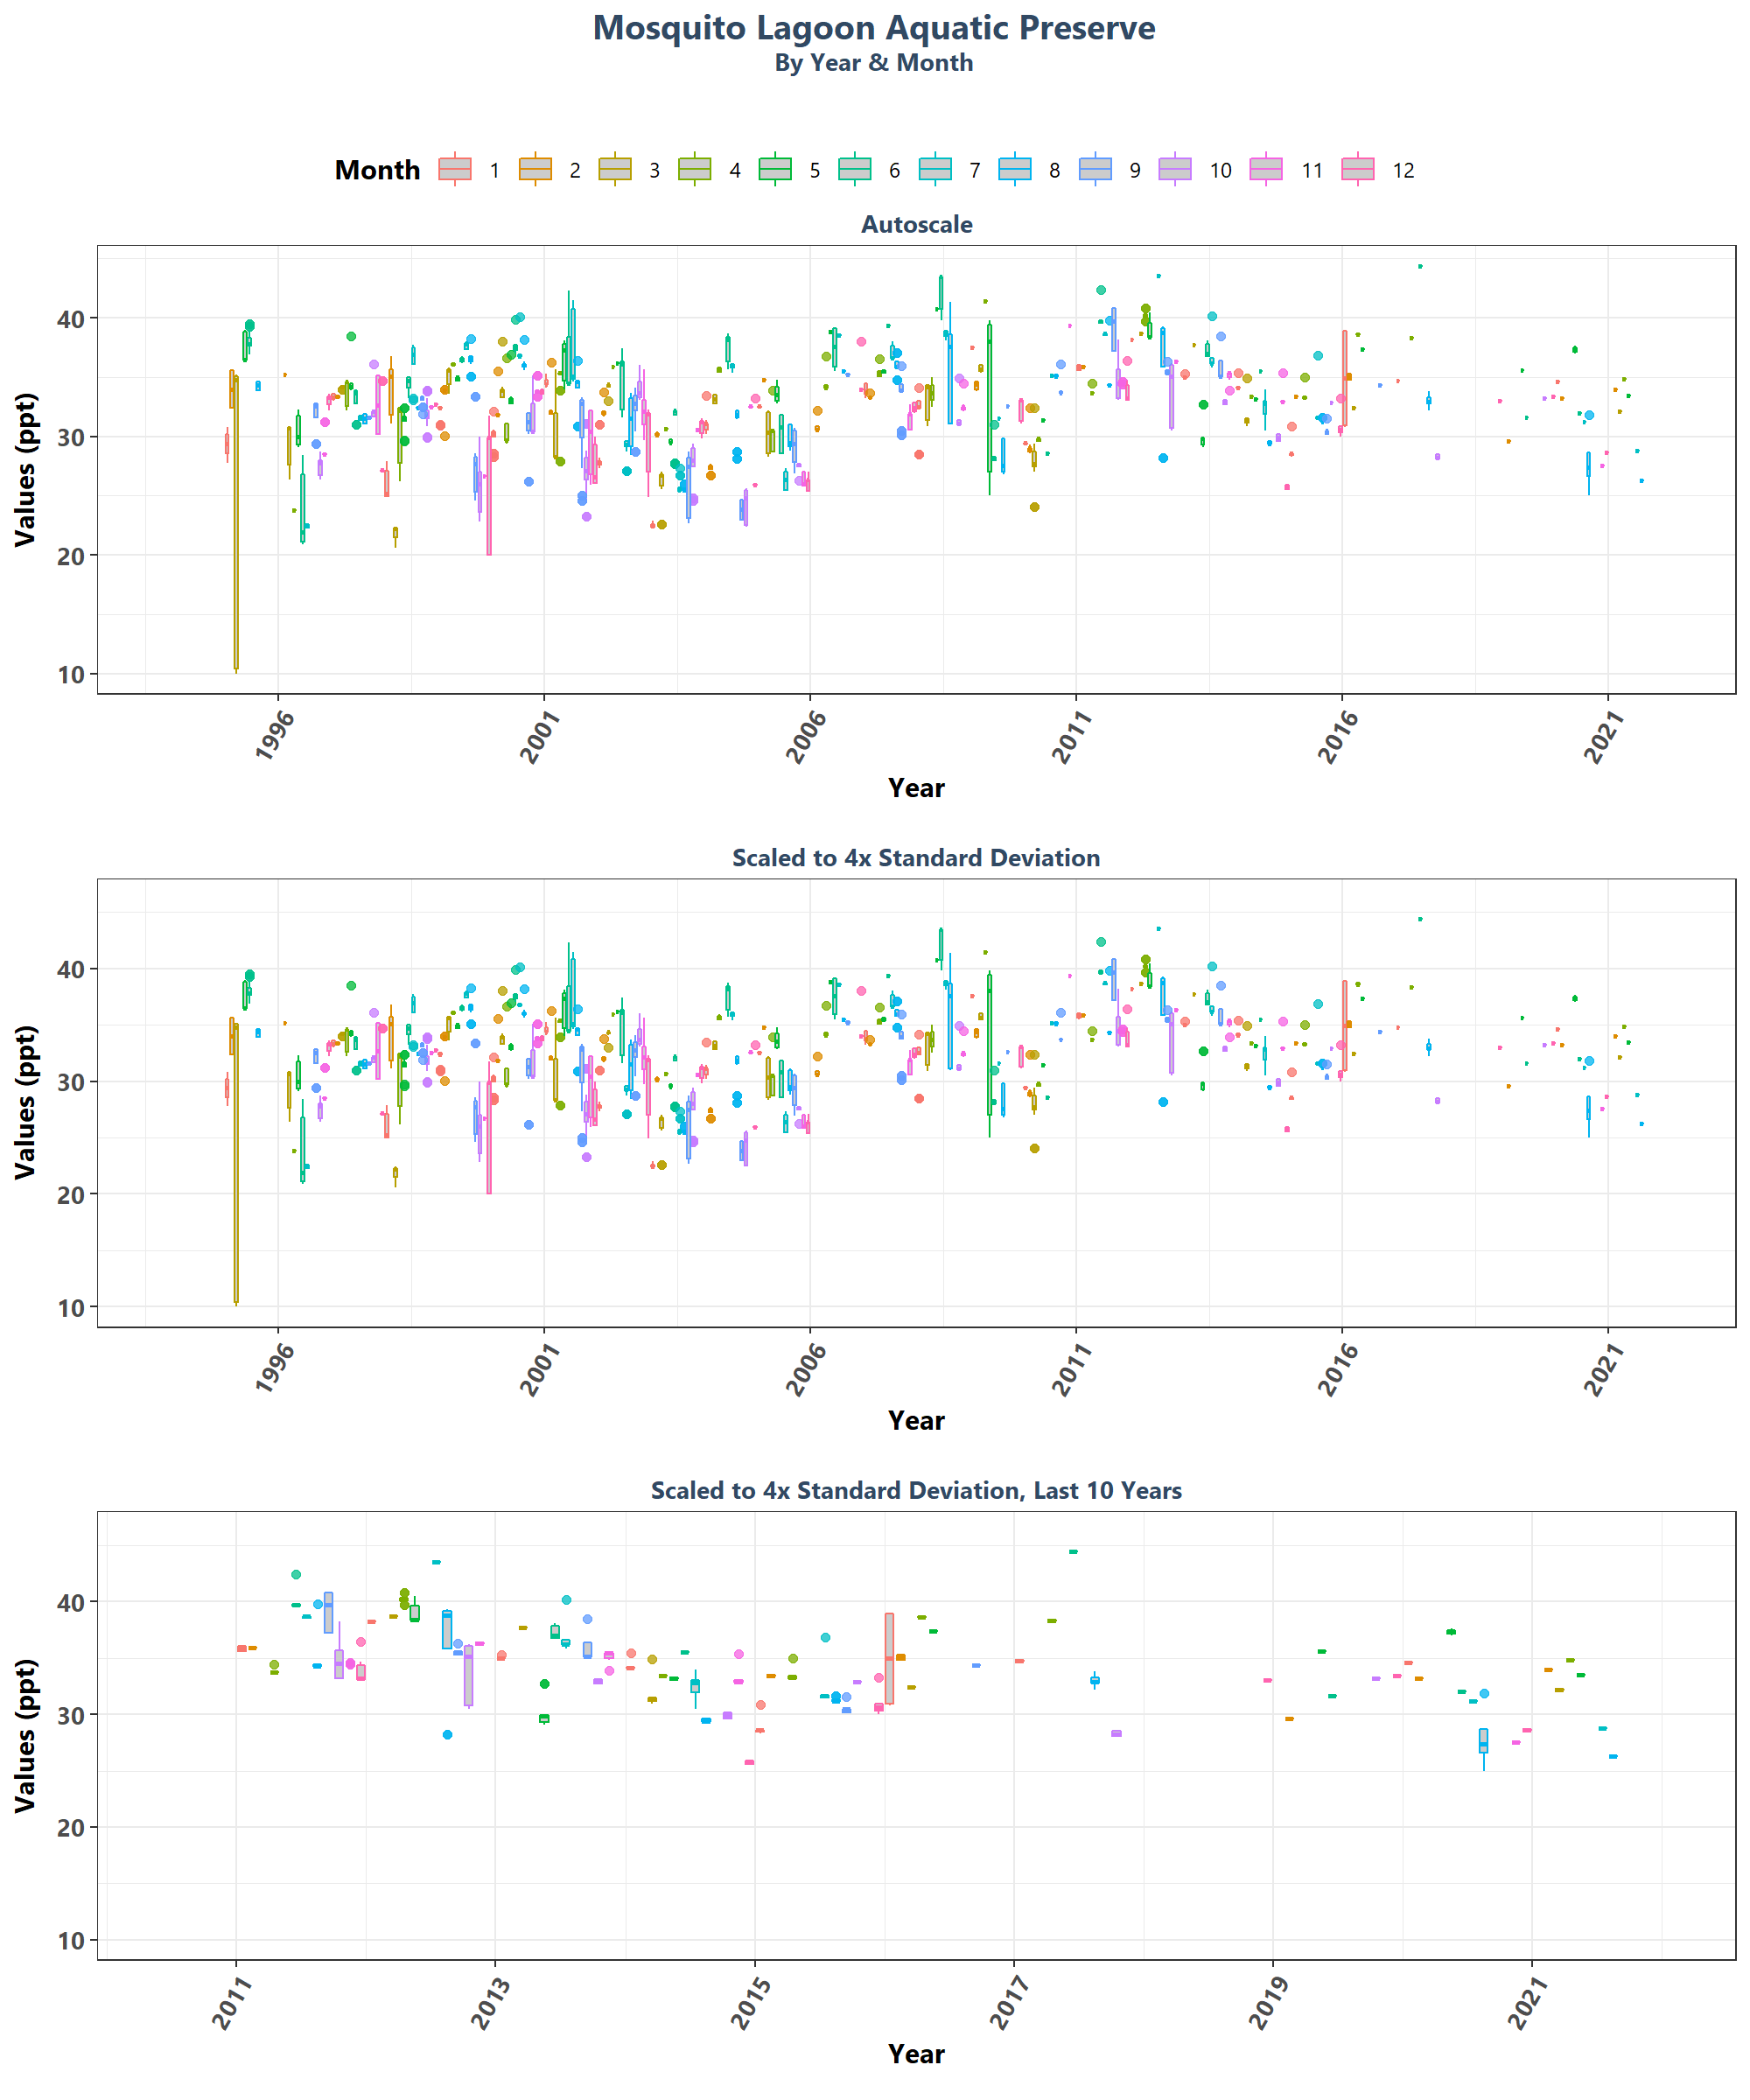 Mosquito Lagoon Aquatic Preserve
By Year & Month
Month 1 2 3 4 5 6 7 8 9 10 11 12
Autoscale
Values (ppt)
40
30
20
10
1996 2001 2006 2011 2016 2021
Year
Scaled to 4x Standard Deviation
Values (ppt)
40
30
20
10
1996 2001 2006 2011 2016 2021
Year
Scaled to 4x Standard Deviation, Last 10 Years
Values (ppt)
40
30
20
10
2011 2013 2015 2017 2019 2021
Year